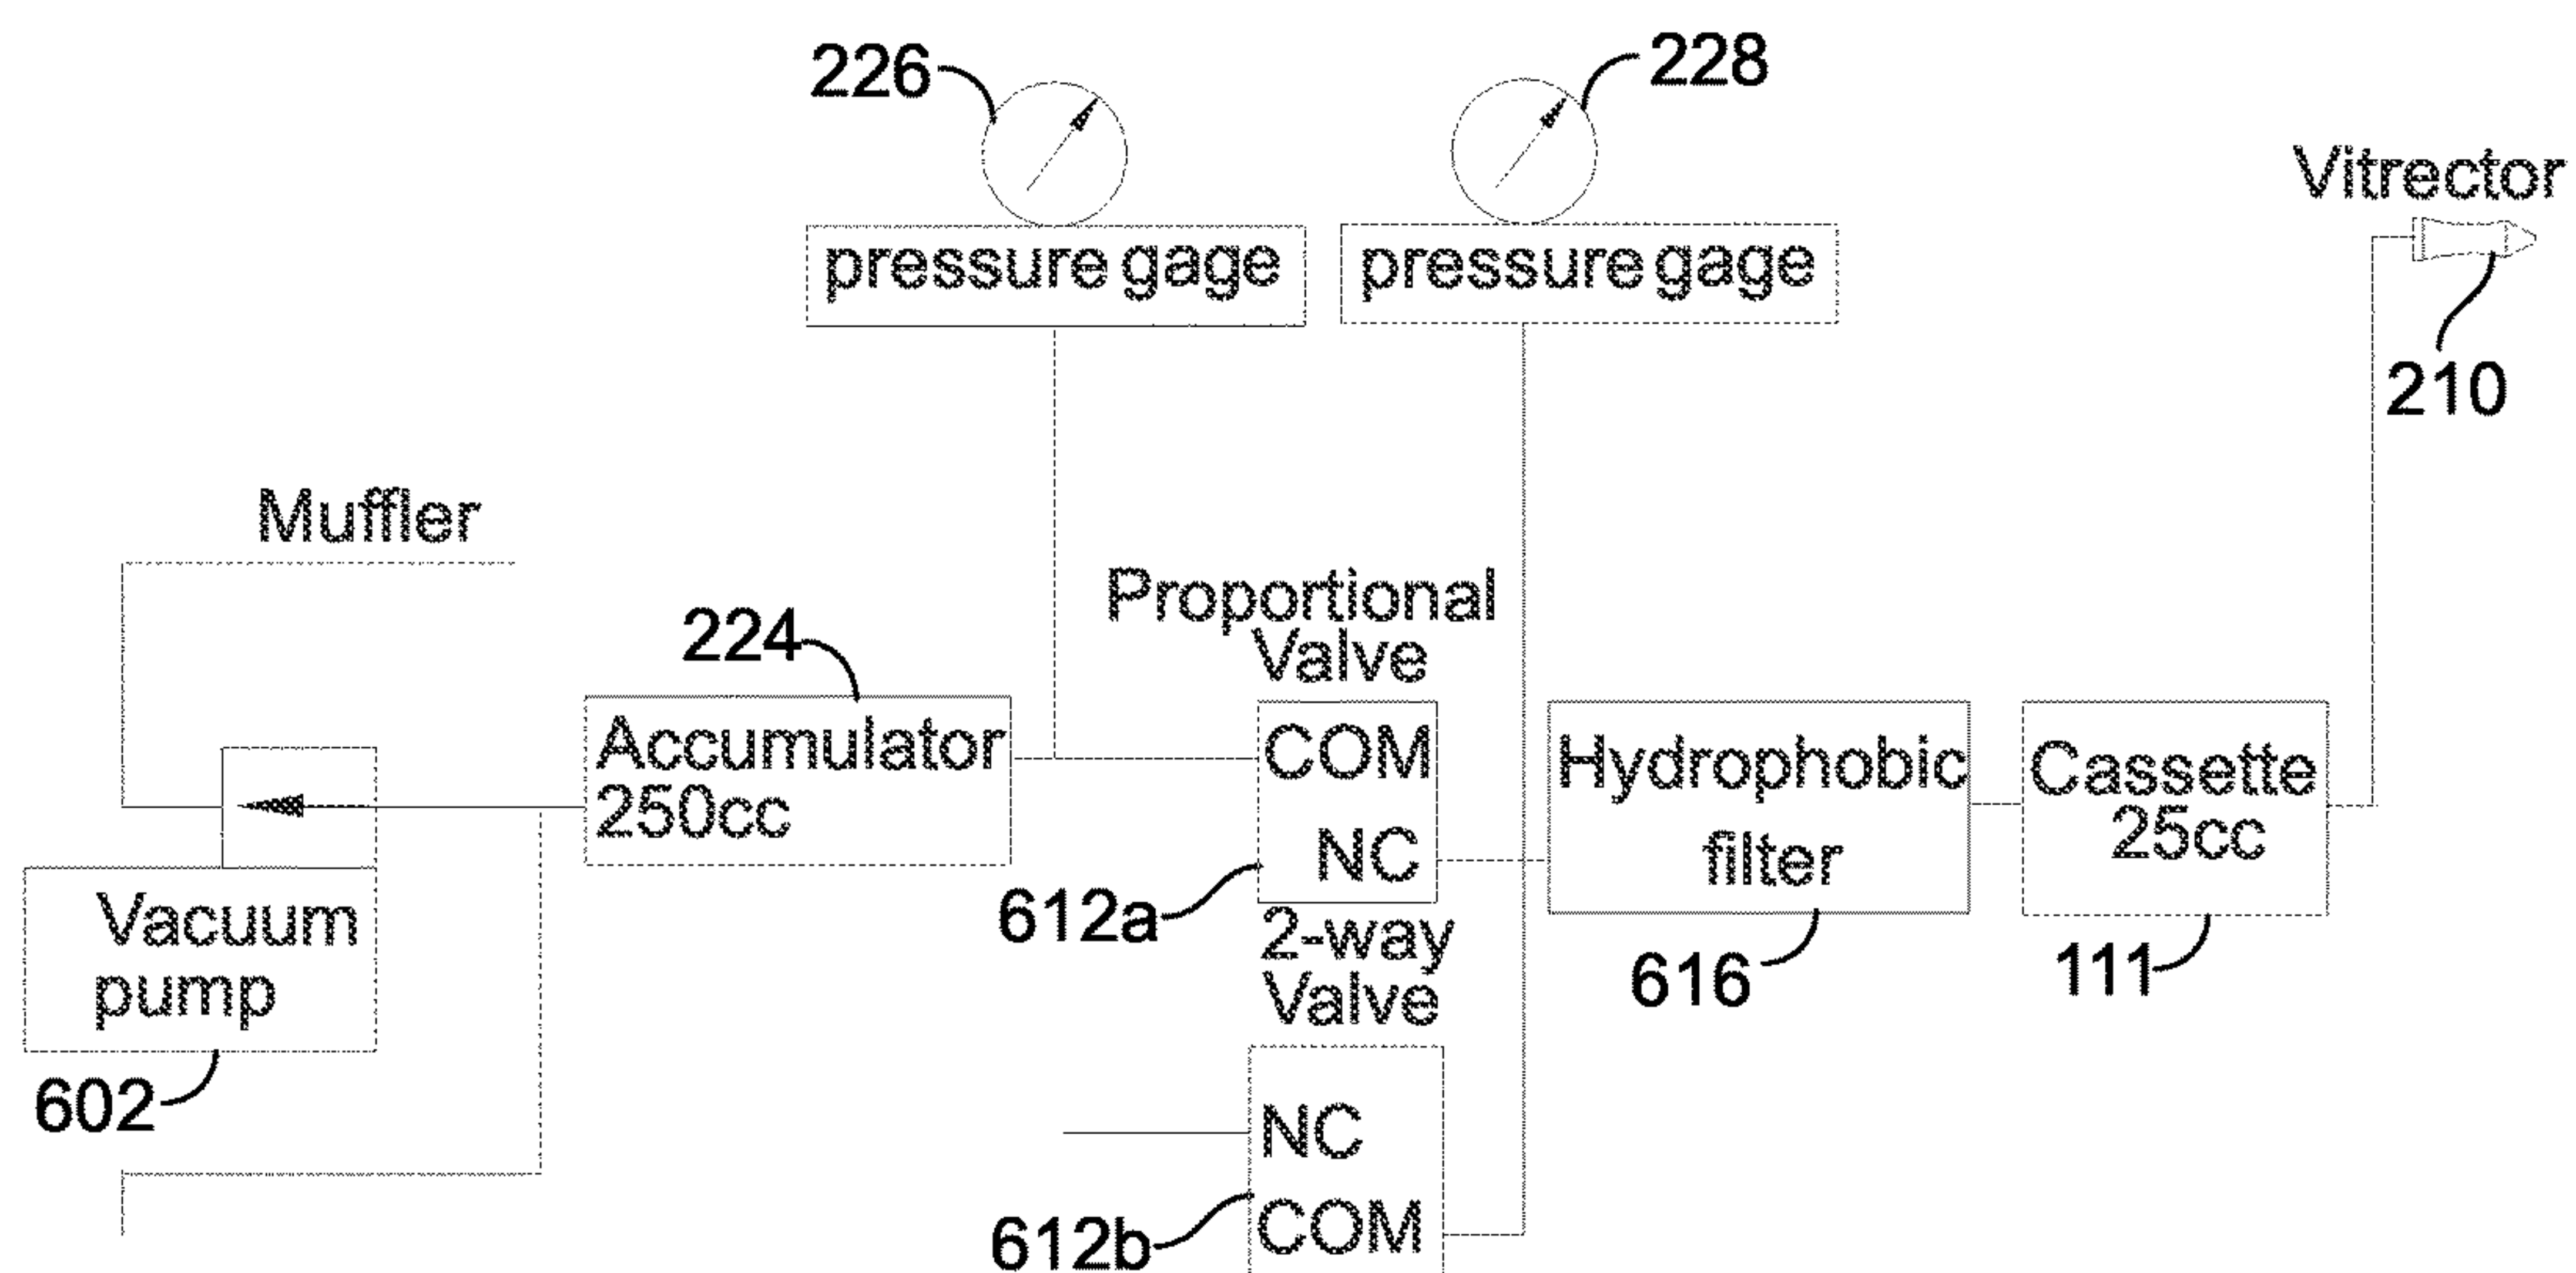 226
228
Vitrector
pressure gage
pressure gage
210
Muffler
Proportional
Valve
224
Accumulator
250cc
COM
NC
Hydrophobic
filter
Cassette
25cc
612a
2-way
Valve
616
111
Vacuum
pump
602
NC
COM
612b